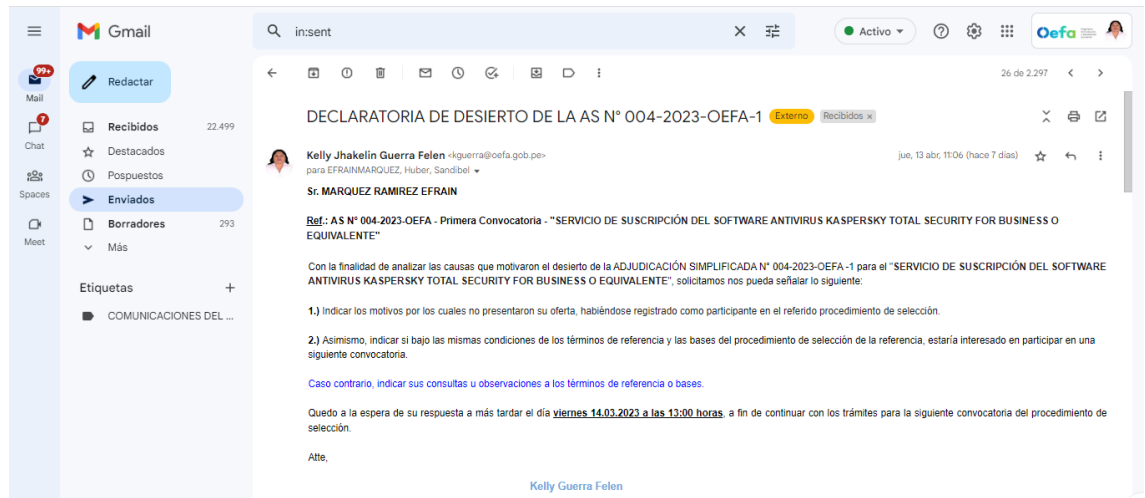 Gmail
in:sent
Activo
Oefa
99+
Mail
Redactar
26 de 2.297
7
Chat
Recibidos 22.499
DECLARATORIA DE DESIERTO DE LA AS N° 004-2023-OEFA-1 Externo Recibidos x
Destacados
Kelly Jhakelin Guerra Felen <kguerra@oefa.gob.pe> jue, 13 abr, 11:06 (hace 7 días)
para EFRAINMARQUEZ, Huber, Sandibel
Pospuestos
Spaces
Enviados
Sr. MARQUEZ RAMIREZ EFRAIN
Borradores 293
Meet
Más
Ref.: AS N° 004-2023-OEFA - Primera Convocatoria - "SERVICIO DE SUSCRIPCIÓN DEL SOFTWARE ANTIVIRUS KASPERSKY TOTAL SECURITY FOR BUSINESS O
EQUIVALENTE"
Etiquetas +
COMUNICACIONES DEL ...
Con la finalidad de analizar las causas que motivaron el desierto de la ADJUDICACIÓN SIMPLIFICADA N° 004-2023-OEFA -1 para el "SERVICIO DE SUSCRIPCIÓN DEL SOFTWARE
ANTIVIRUS KASPERSKY TOTAL SECURITY FOR BUSINESS O EQUIVALENTE", solicitamos nos pueda señalar lo siguiente:
1.) Indicar los motivos por los cuales no presentaron su oferta, habiéndose registrado como participante en el referido procedimiento de selección.
2.) Asimismo, indicar si bajo las mismas condiciones de los términos de referencia y las bases del procedimiento de selección de la referencia, estaría interesado en participar en una
siguiente convocatoria.
Caso contrario, indicar sus consultas u observaciones a los términos de referencia o bases.
Quedo a la espera de su respuesta a más tardar el día viernes 14.03.2023 a las 13:00 horas, a fin de continuar con los trámites para la siguiente convocatoria del procedimiento de
selección.
Atte,
Kelly Guerra Felen